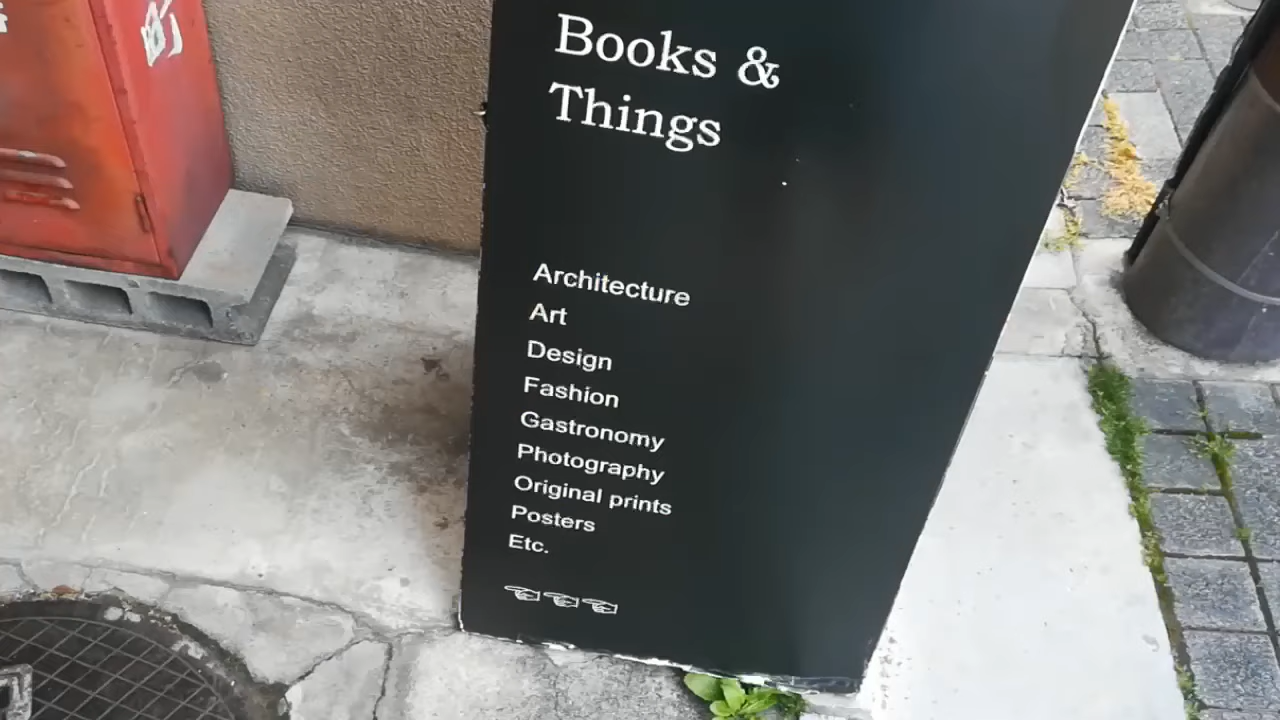 Books &
Things
Architecture
Art
Design
Fashion
Gastronomy
Photography
Original prints
Posters
Etc.